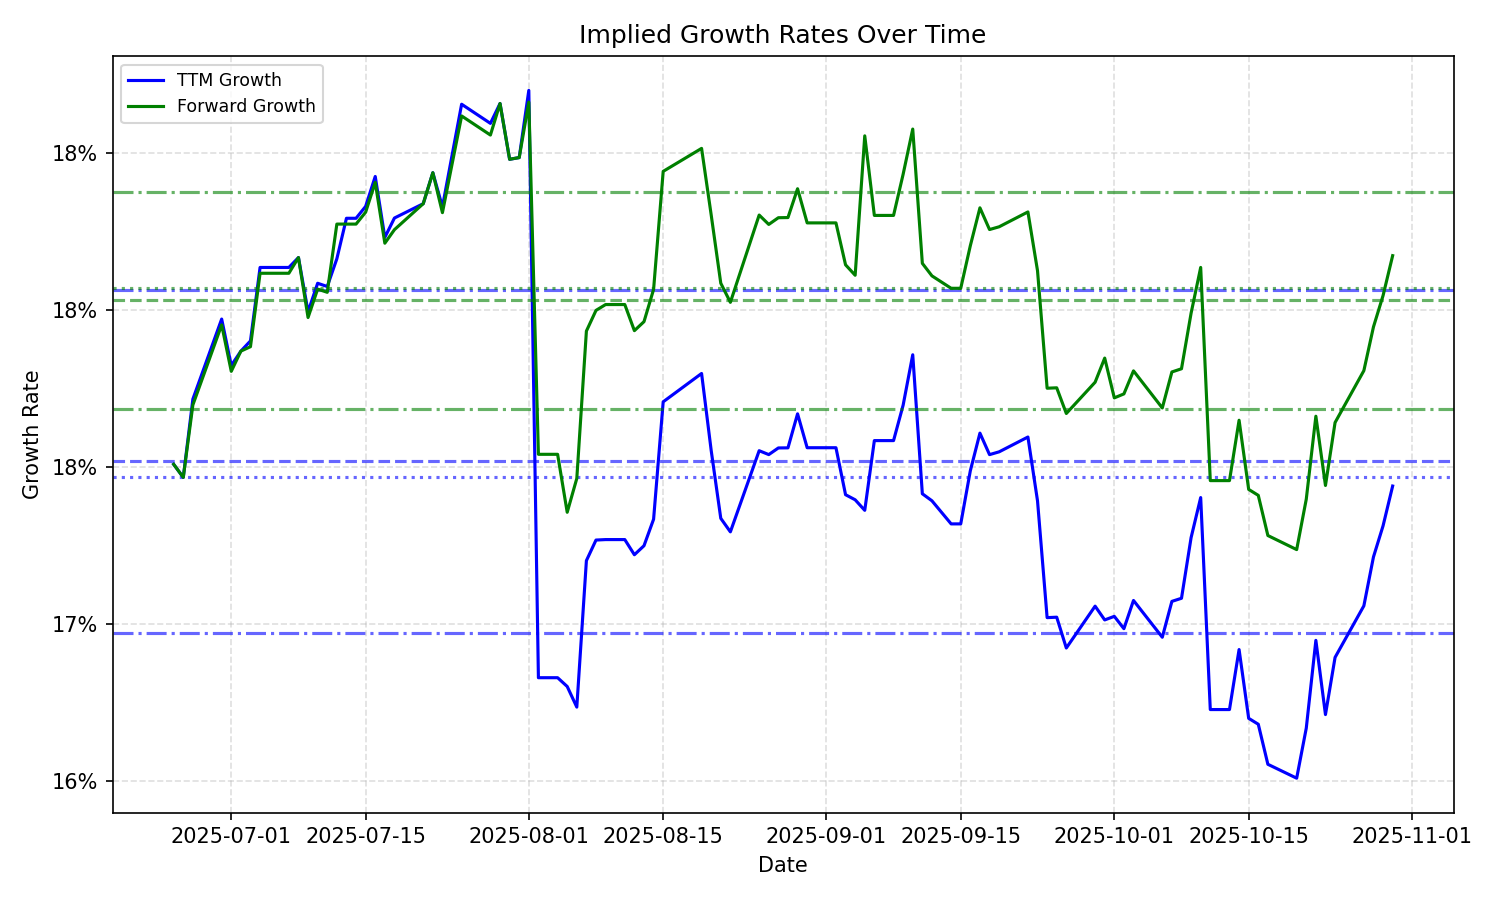 Implied Growth Rates Over Time
TTM Growth
Forward Growth
18%
18%
18%
17%
16%
Growth Rate
2025-07-01
2025-07-15
2025-08-01
2025-08-15
2025-09-01
2025-09-15
2025-10-01
2025-10-15
2025-11-01
Date